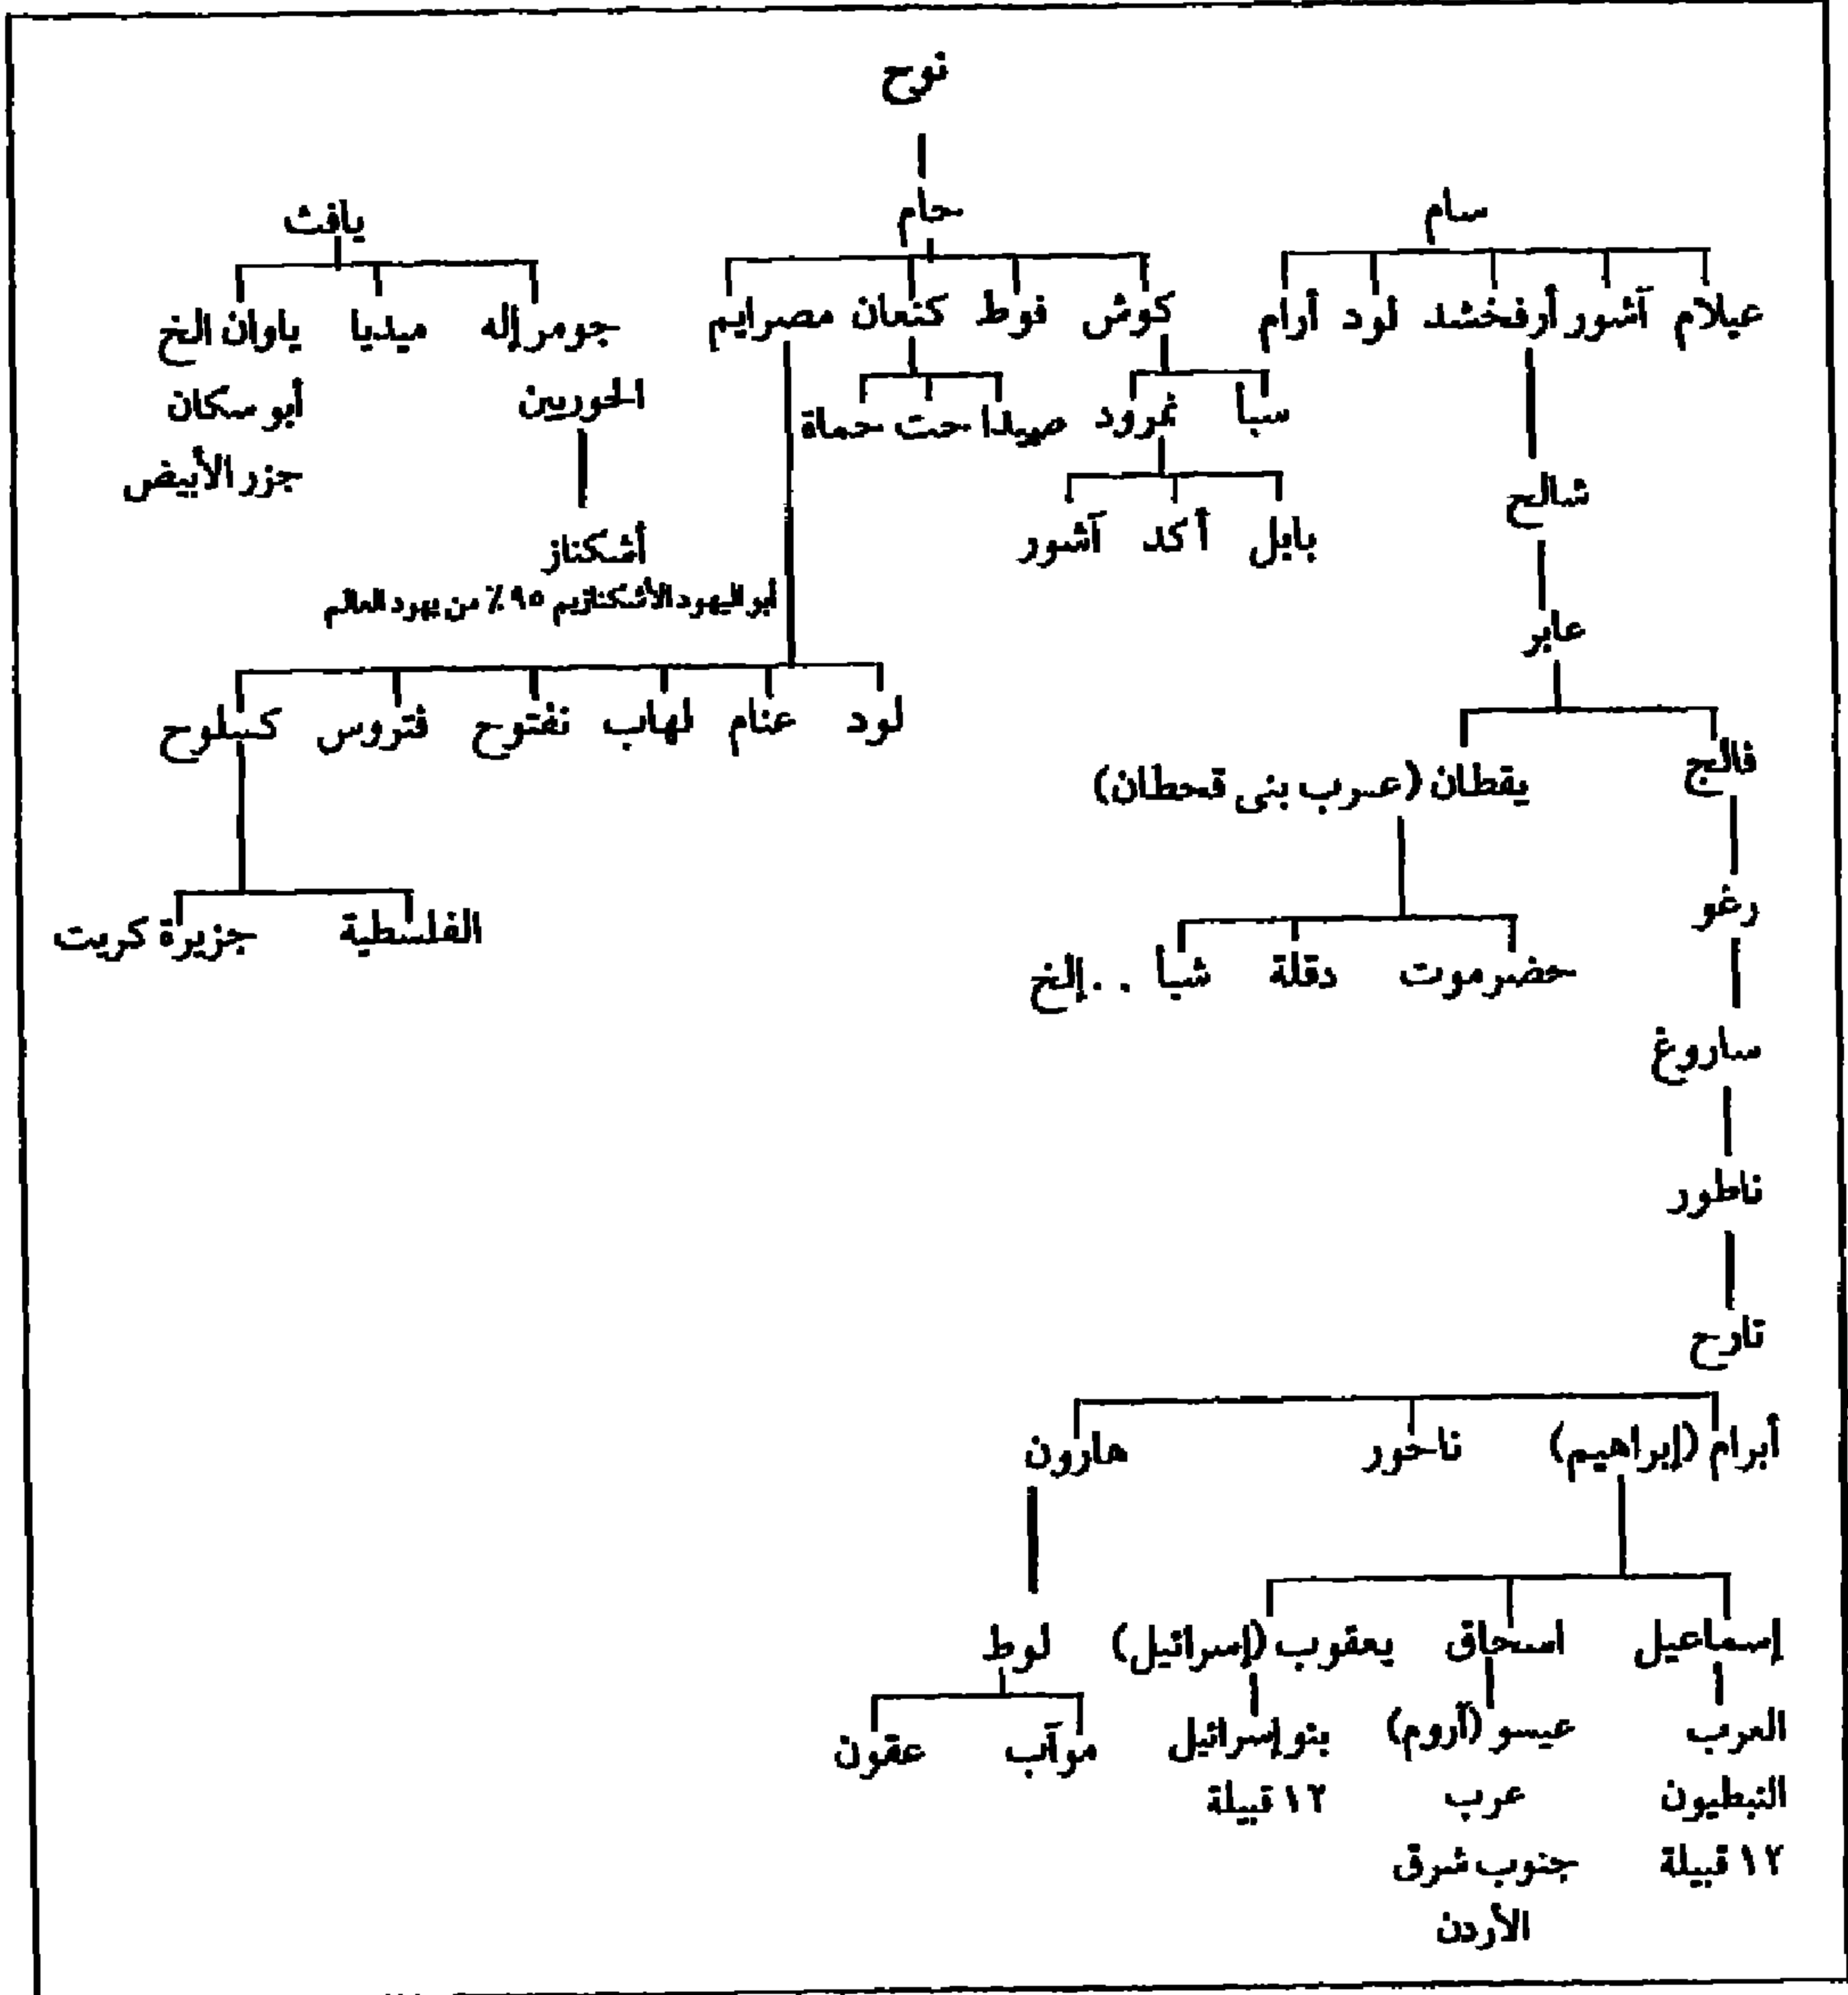 نوح
سام
حام
يافث
عيلام آشور أرفخشد لود أرام
كوش فوط كنعان مصرايم
جومر إله ميديا ياوان الخ
الحوريين
أبو سكان
جزر الأبيض
سبا نمرود
صيدا حت حماة
شالح
بابل أكد آشور
أشكناز
أبو اليهود الأشكنازيم ٩٥٪ من يهود العالم
عابر
لود عنام لهاب نفتوح فتروس كسلوح
فالج
يقطان (عرب بنى قحطان)
رغو
الفلسطية جزيرة كريت
حضرموت دقلة شبأ . . إلخ
ساروغ
ناطور
تارح
أبرام (إبراهيم) ناحور هارون
إسماعيل اسحاق يعقوب (إسرائيل) لوط
العرب عيسو (آروم) بنو إسرائيل موآب عقون
النبطيون عرب ١٢ قبيلة
١٢ قبيلة جنوب شرق
الأردن